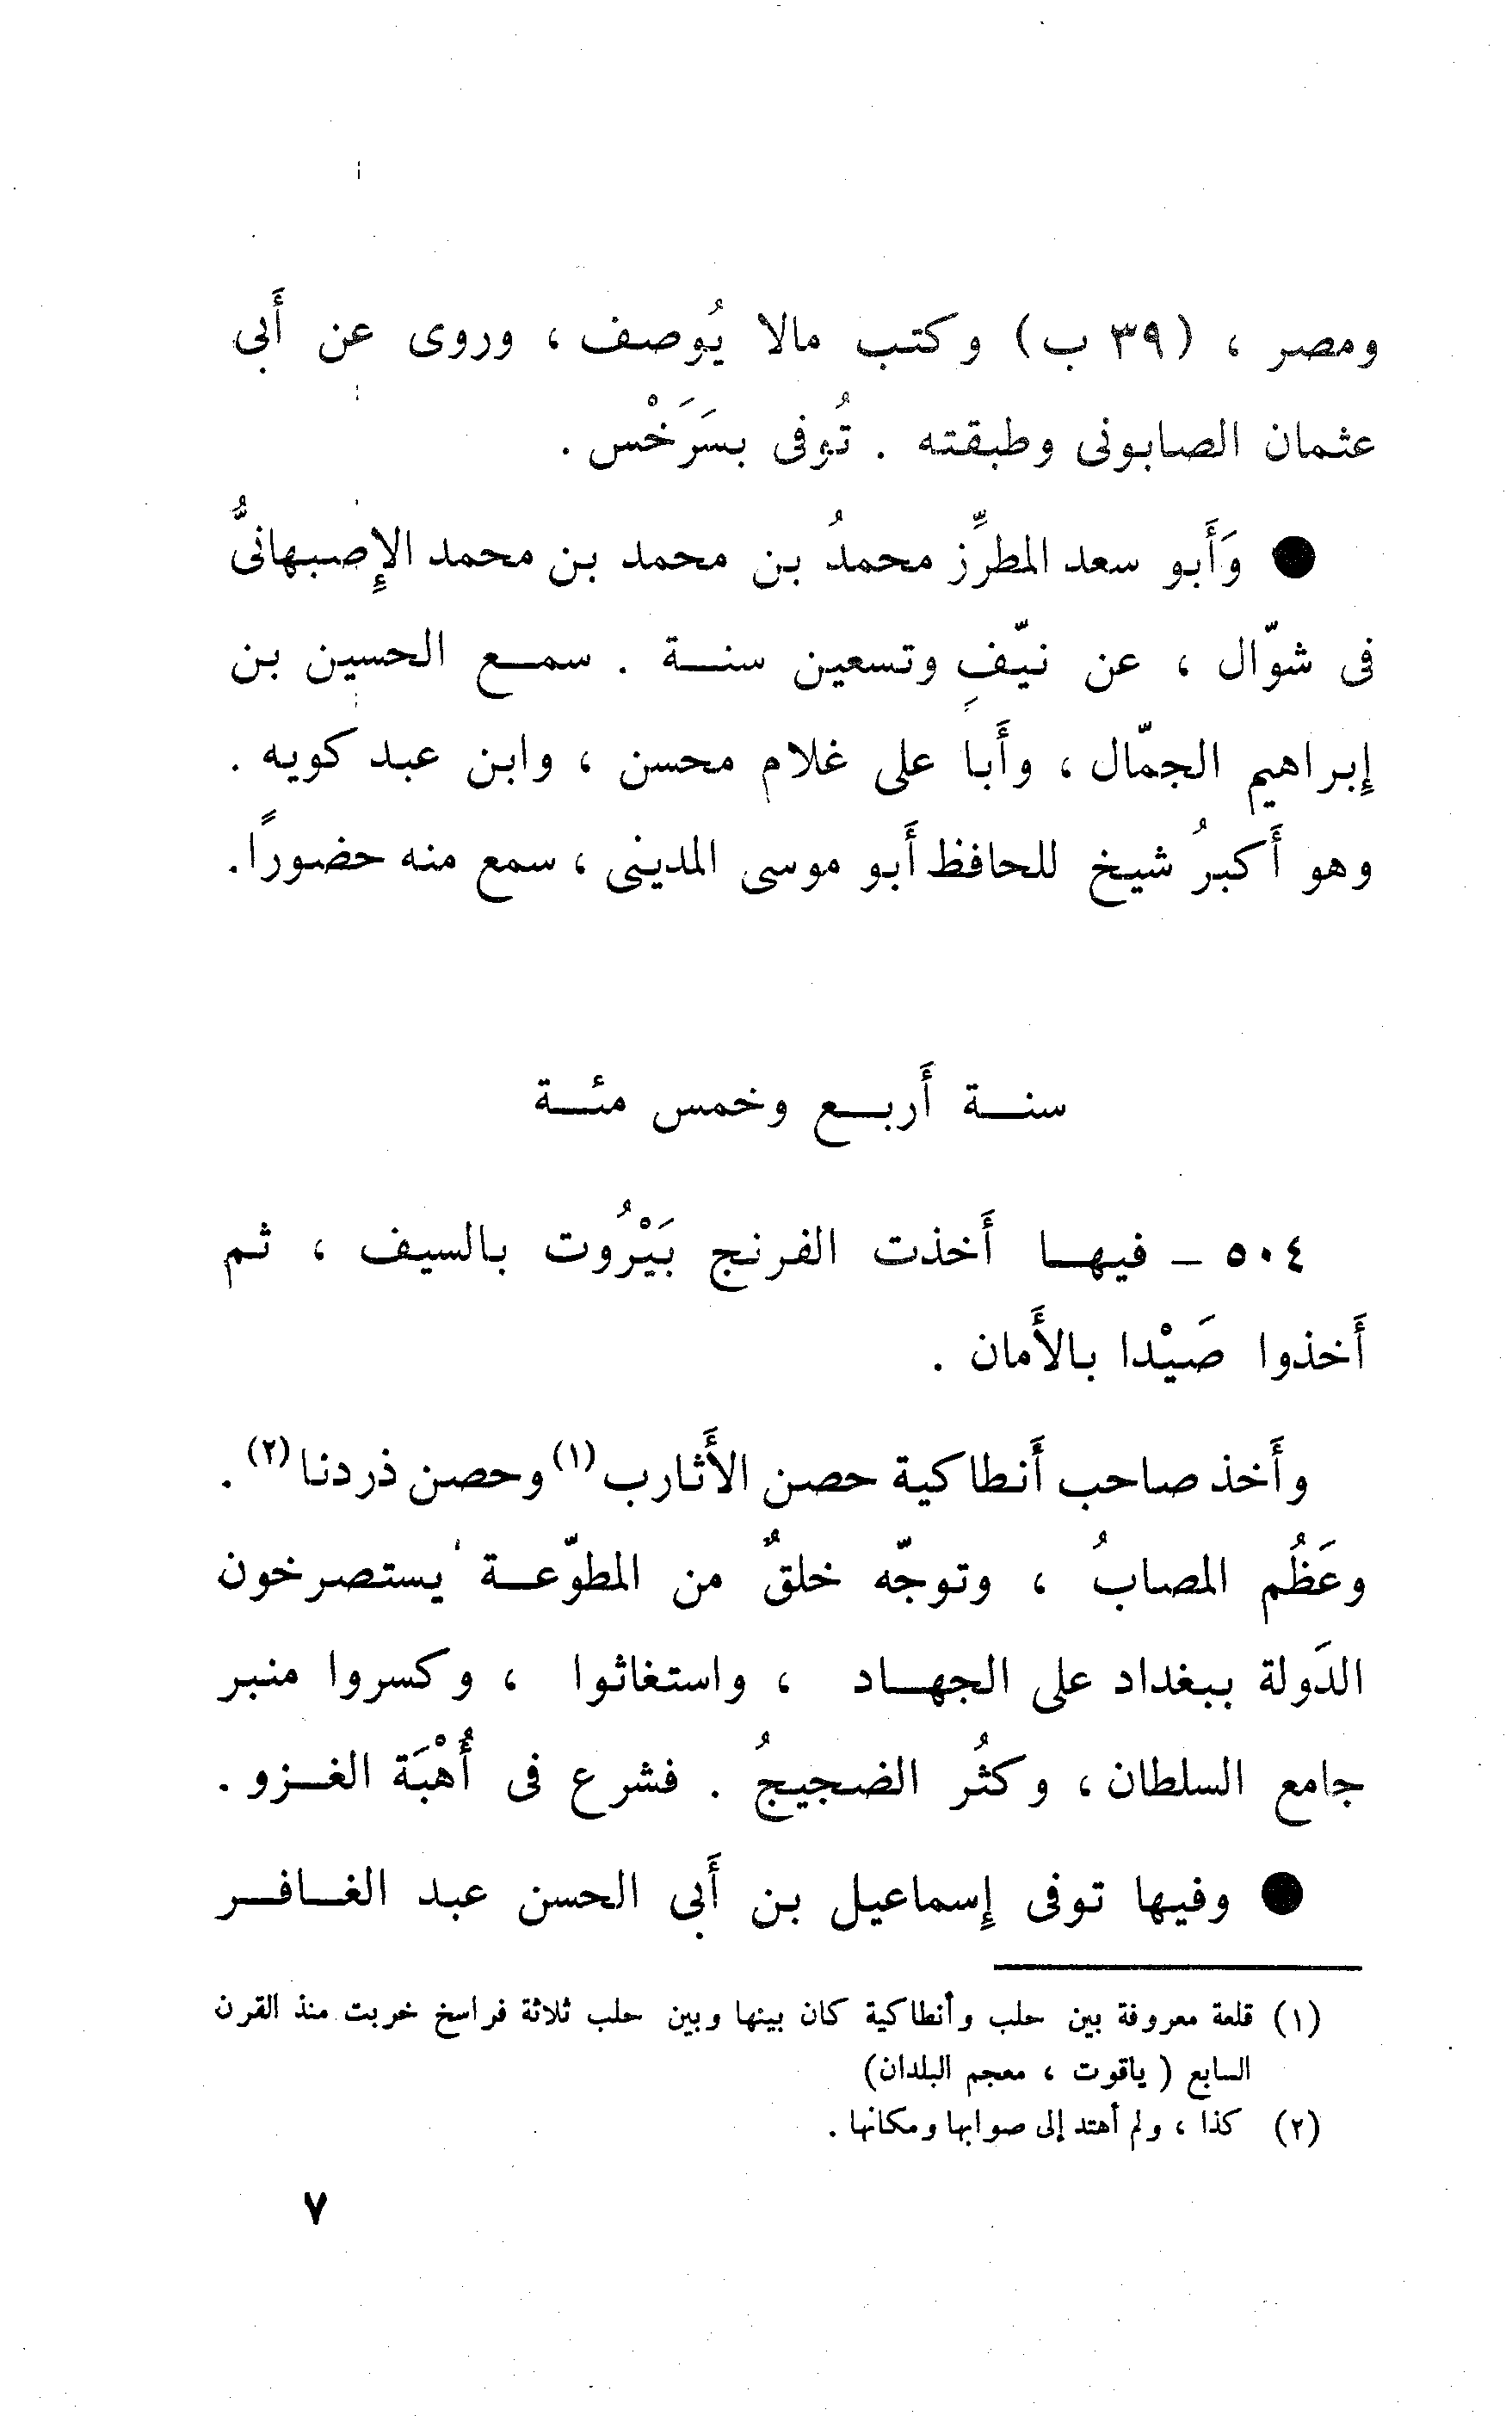 ومصر ، (٣٩ ب) وكتب مالا يُوصف ، وروى عن أَبى
عثمان الصابونى وطبقته . تُوفى بسَرَخْس .
● وَأَبو سعد المطرِّز محمدُ بن محمد بن محمد الإِصبهانىُّ
فى شوّال ، عن نيّفٍ وتسعين سنة . سمع الحسين بن
إِبراهيم الجمّال ، وأَبا على غلام محسن ، وابن عبد كويه .
وهو أَكبرُ شيخ للحافظ أَبو موسى المدينى ، سمع منه حضوراً .
سنة أَربع وخمس مئة
٥٠٤ - فيها أَخذت الفرنج بَيْرُوت بالسيف ، ثم
أَخذوا صَيْدا بالأَمان .
وأَخذ صاحب أَنطاكية حصن الأَثارب (١) وحصن ذردنا (٢) .
وعَظُم المصابُ ، وتوجّه خلقٌ من المطوّعة يستصرخون
الدَولة ببغداد على الجهاد ، واستغاثوا ، وكسروا منبر
جامع السلطان ، وكثُر الضجيجُ . فشرع فى أُهْبَة الغزو .
● وفيها توفى إِسماعيل بن أَبى الحسن عبد الغافر
(١) قلعة معروفة بين حلب وأنطاكية كان بينها وبين حلب ثلاثة فراسخ خربت منذ القرن
السابع ( ياقوت ، معجم البلدان)
(٢) كذا ، ولم أهتد إلى صوابها ومكانها .
٧